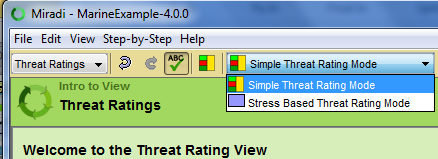 Miradi - MarineExample-4.0.0
File Edit View Step-by-Step Help
Threat Ratings ABC Simple Threat Rating Mode
Simple Threat Rating Mode
Stress Based Threat Rating Mode
Intro to View
Threat Ratings
Welcome to the Threat Rating View